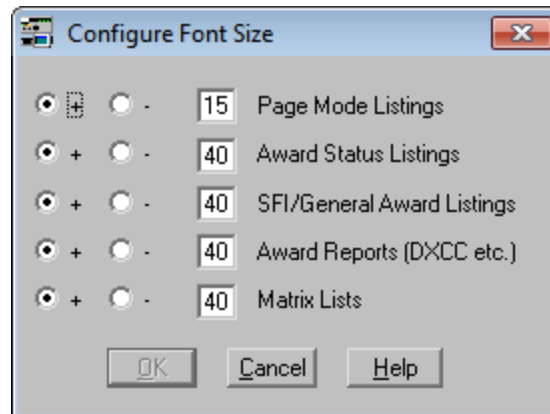 Configure Font Size
+ - 15 Page Mode Listings
+ - 40 Award Status Listings
+ - 40 SFI/General Award Listings
+ - 40 Award Reports (DXCC etc.)
+ - 40 Matrix Lists
OK Cancel Help